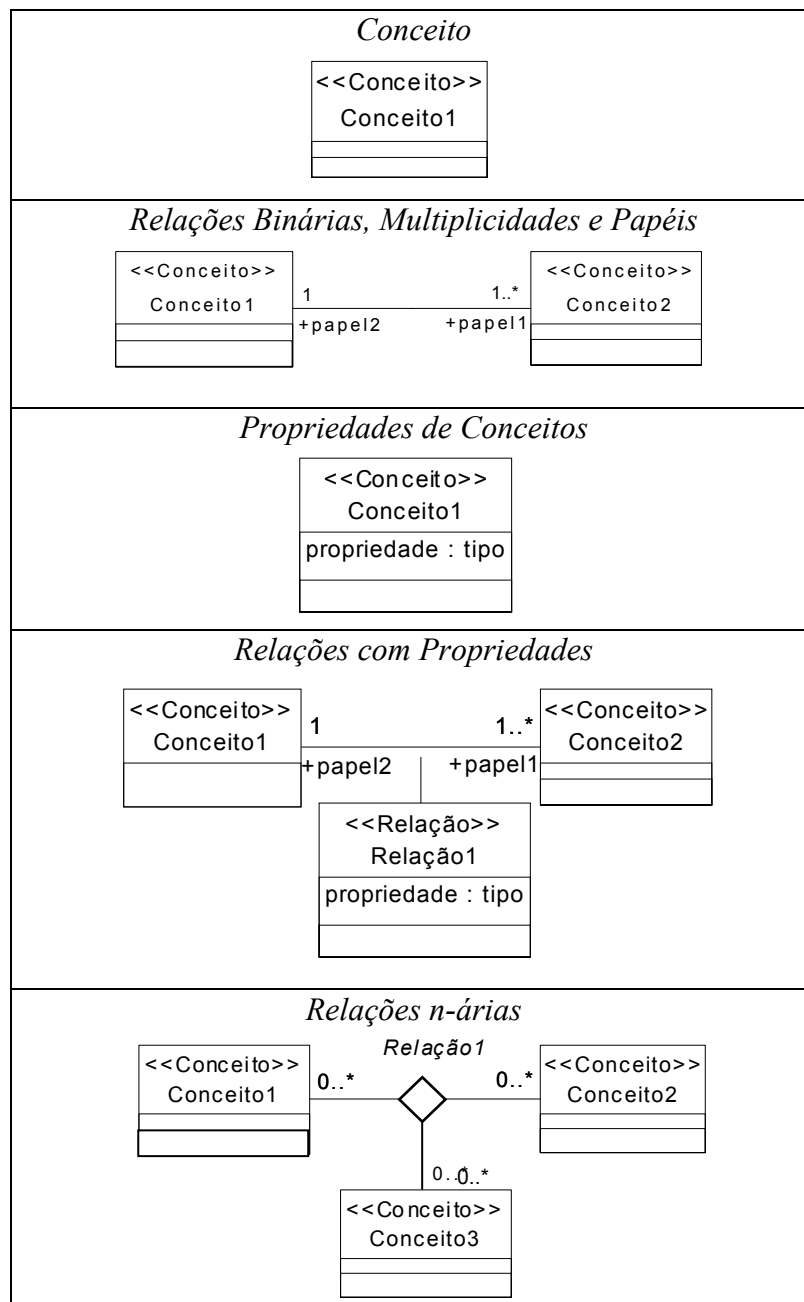 Conceito
<<Conceito>>
Conceito1
Relações Binárias, Multiplicidades e Papéis
<<Conceito>>
Conceito1
1
+papel2
1..*
+papel1
<<Conceito>>
Conceito2
Propriedades de Conceitos
<<Conceito>>
Conceito1
propriedade : tipo
Relações com Propriedades
<<Conceito>>
Conceito1
1
+papel2
1..*
+papel1
<<Conceito>>
Conceito2
<<Relação>>
Relação1
propriedade : tipo
Relações n-árias
Relação1
<<Conceito>>
Conceito1
0..*
0..*
<<Conceito>>
Conceito2
0..*
0..*
<<Conceito>>
Conceito3